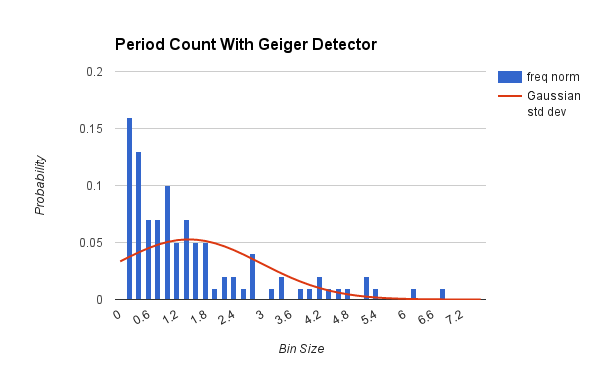 Period Count With Geiger Detector
freq norm
Gaussian
std dev
0.2
0.15
0.1
0.05
0
Probability
0 0.6 1.2 1.8 2.4 3 3.6 4.2 4.8 5.4 6 6.6 7.2
Bin Size